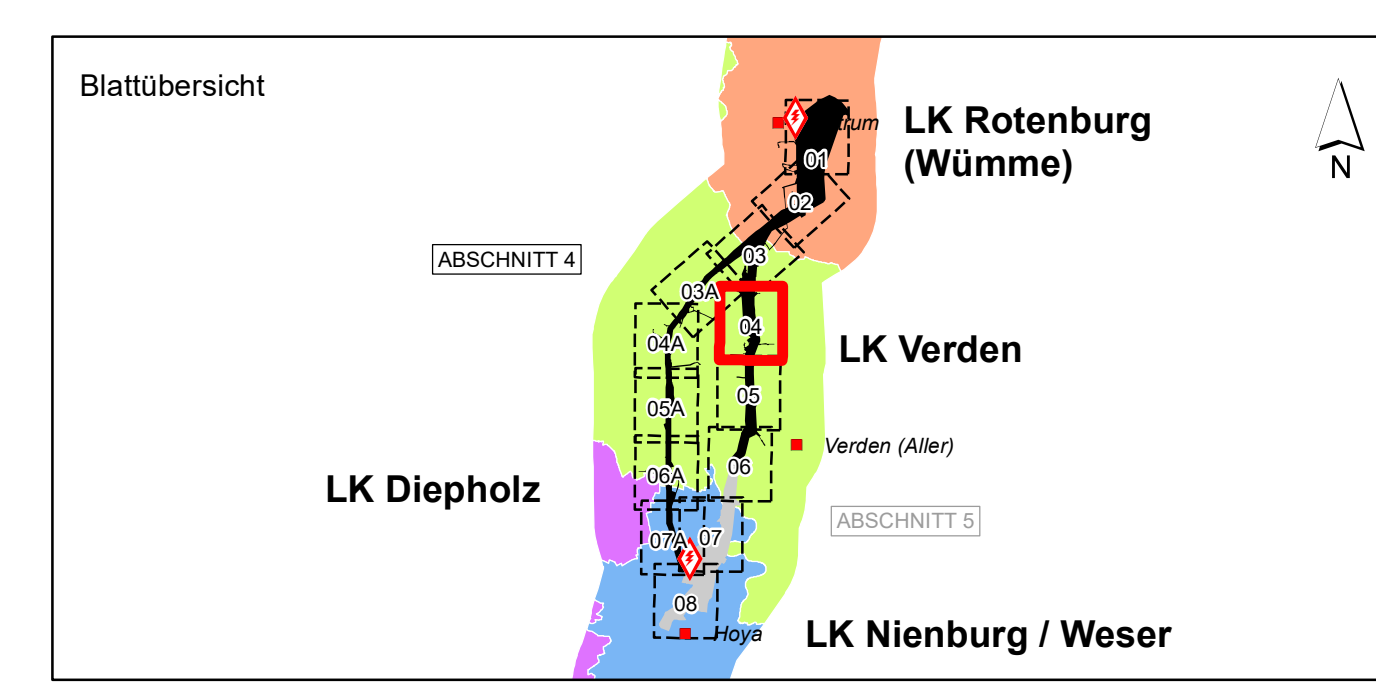 Blattübersicht
LK Rotenburg
(Wümme)
N
01
02
ABSCHNITT 4
03
03A
04
LK Verden
04A
05
05A
Verden (Aller)
06
06A
LK Diepholz
ABSCHNITT 5
07A
07
08
Hoya
LK Nienburg / Weser